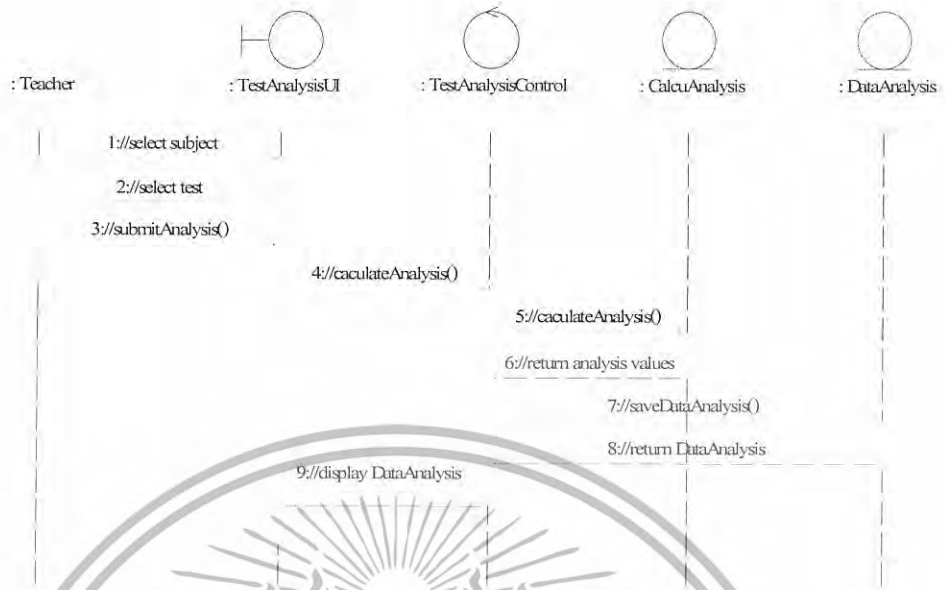 : Teacher
: TestAnalysisUI
: TestAnalysisControl
: CalcuAnalysis
: DataAnalysis
1://select subject
2://select test
3://submitAnalysis()
4://caculateAnalysis()
5://caculateAnalysis()
6://return analysis values
7://saveDataAnalysis()
8://return DataAnalysis
9://display DataAnalysis